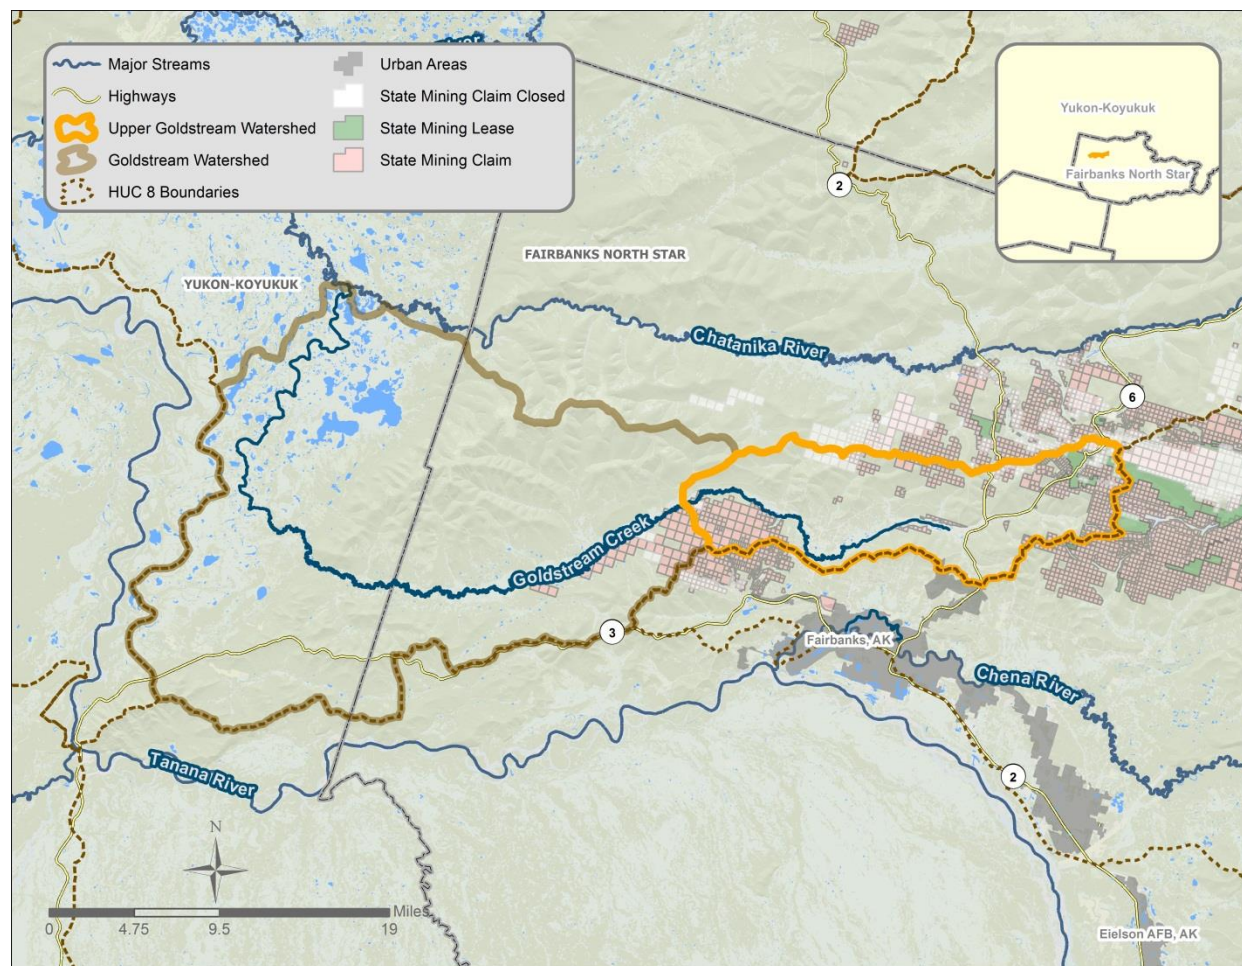 River
Major Streams
Highways
Upper Goldstream Watershed
Goldstream Watershed
HUC 8 Boundaries
Urban Areas
State Mining Claim Closed
State Mining Lease
State Mining Claim
Yukon-Koyukuk
Fairbanks North Star
2
FAIRBANKS NORTH STAR
YUKON-KOYUKUK
Chatanika River
6
Goldstream Creek
3
Fairbanks, AK
Chena River
Tanana River
2
N
Miles
0 4.75 9.5 19
Eielson AFB, AK